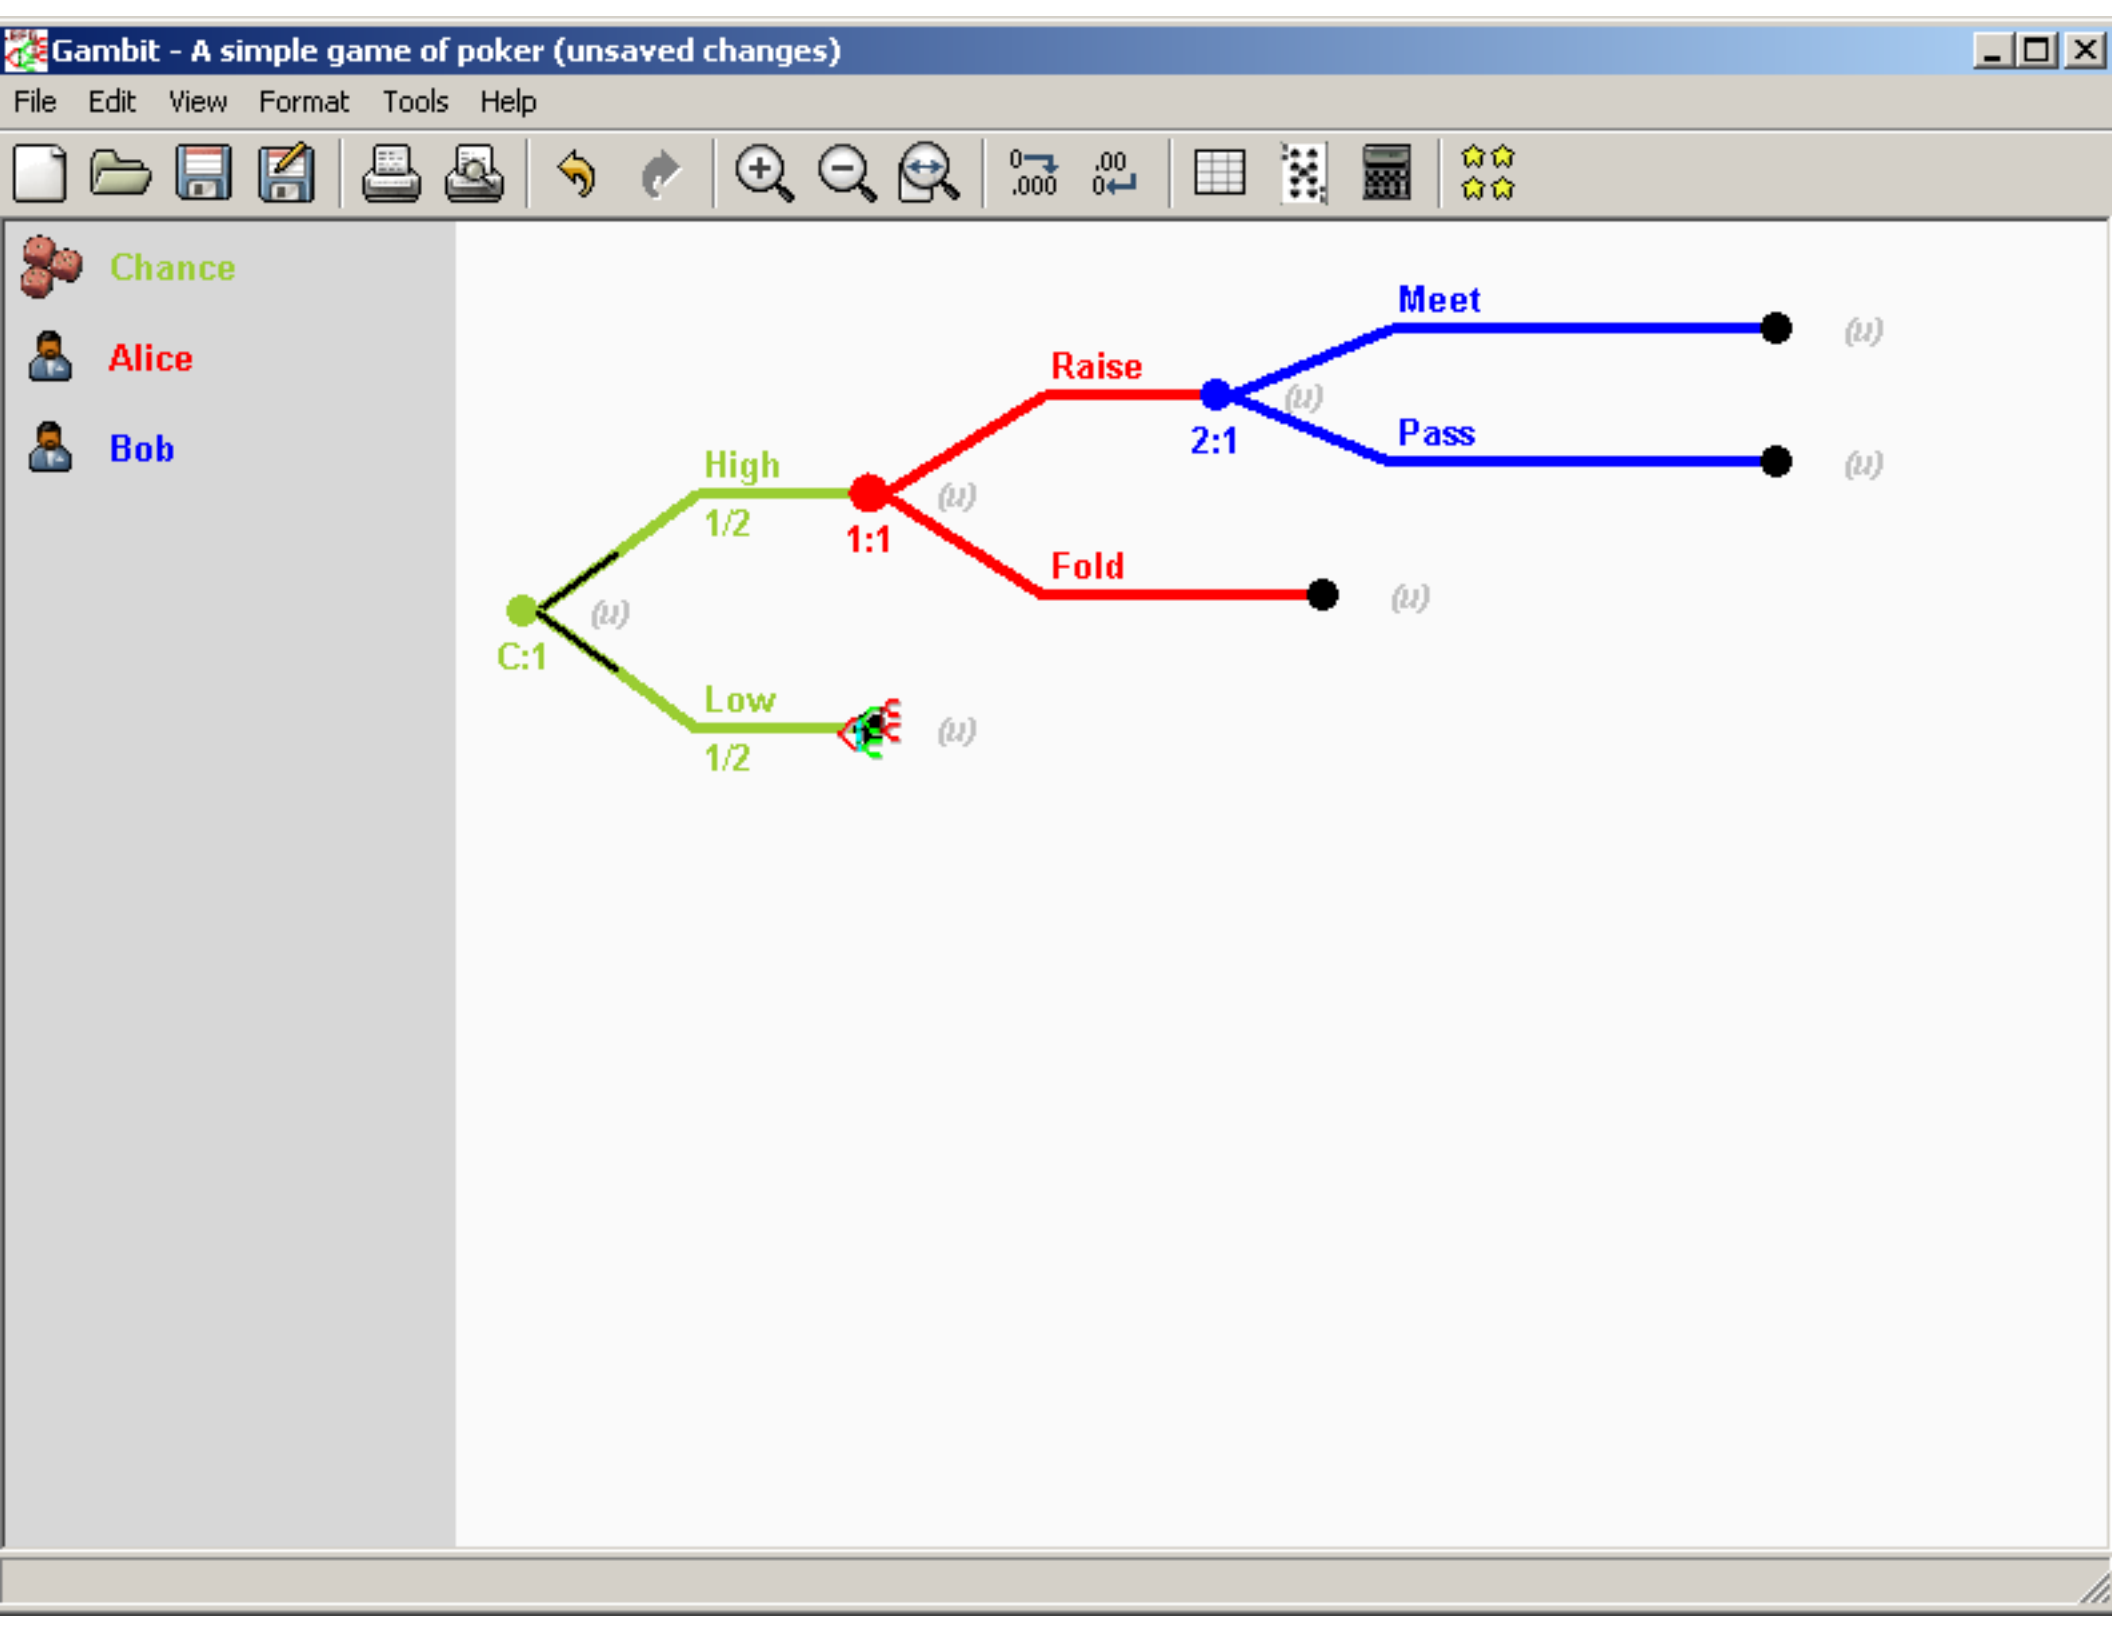 Gambit - A simple game of poker (unsaved changes)
File Edit View Format Tools Help
0 .000 .00 0
Chance
Alice
Bob
Meet
(u)
Raise
(u)
2:1
Pass
(u)
High
1/2
(u)
1:1
Fold
(u)
(u)
C:1
Low
(u)
1/2